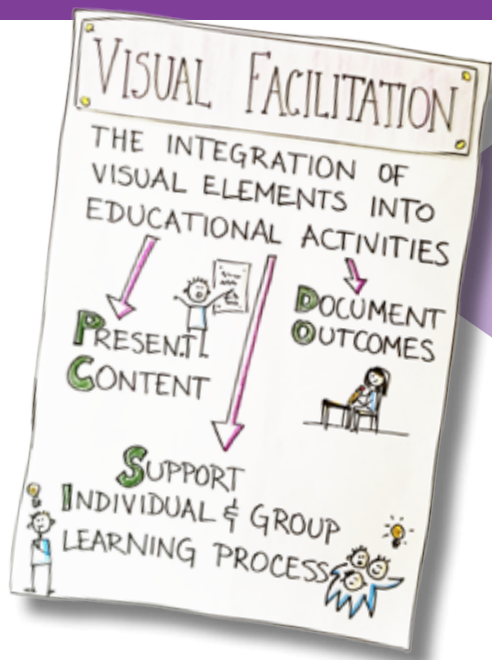 VISUAL FACILITATION
THE INTEGRATION OF
VISUAL ELEMENTS INTO
EDUCATIONAL ACTIVITIES
PRESENT
CONTENT
DOCUMENT
OUTCOMES
SUPPORT
INDIVIDUAL & GROUP
LEARNING PROCESS